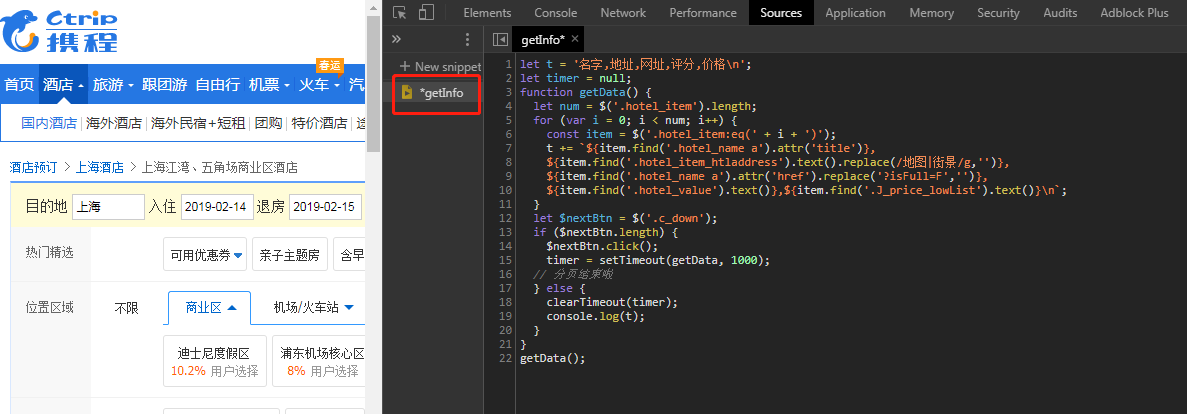 Ctrip
携程
春运
首页 酒店 旅游 跟团游 自由行 机票 火车 汽
国内酒店 海外酒店 海外民宿+短租 团购 特价酒店
酒店预订 > 上海酒店 > 上海江湾、五角场商业区酒店
目的地 上海 入住 2019-02-14 退房 2019-02-15
热门精选 可用优惠券 亲子主题房 含早
位置区域 不限 商业区 机场/火车站
迪士尼度假区 浦东机场核心区
10.2% 用户选择 8% 用户选择
Elements Console Network Performance Sources Application Memory Security Audits Adblock Plus
» getInfo* ×
+ New snippet
*getInfo
1 let t = '名字,地址,网址,评分,价格\n';
2 let timer = null;
3 function getData() {
4 let num = $('.hotel_item').length;
5 for (var i = 0; i < num; i++) {
6 const item = $('.hotel_item:eq(' + i + ')');
7 t += `${item.find('.hotel_name a').attr('title')},
8 ${item.find('.hotel_item_htladdress').text().replace(/地图|街景/g,'')},
9 ${item.find('.hotel_name a').attr('href').replace('?isFull=F','')},
10 ${item.find('.hotel_value').text()},${item.find('.J_price_lowList').text()}\n`;
11 }
12 let $nextBtn = $('.c_down');
13 if ($nextBtn.length) {
14 $nextBtn.click();
15 timer = setTimeout(getData, 1000);
16 // 分页结束啦
17 } else {
18 clearTimeout(timer);
19 console.log(t);
20 }
21 }
22 getData();